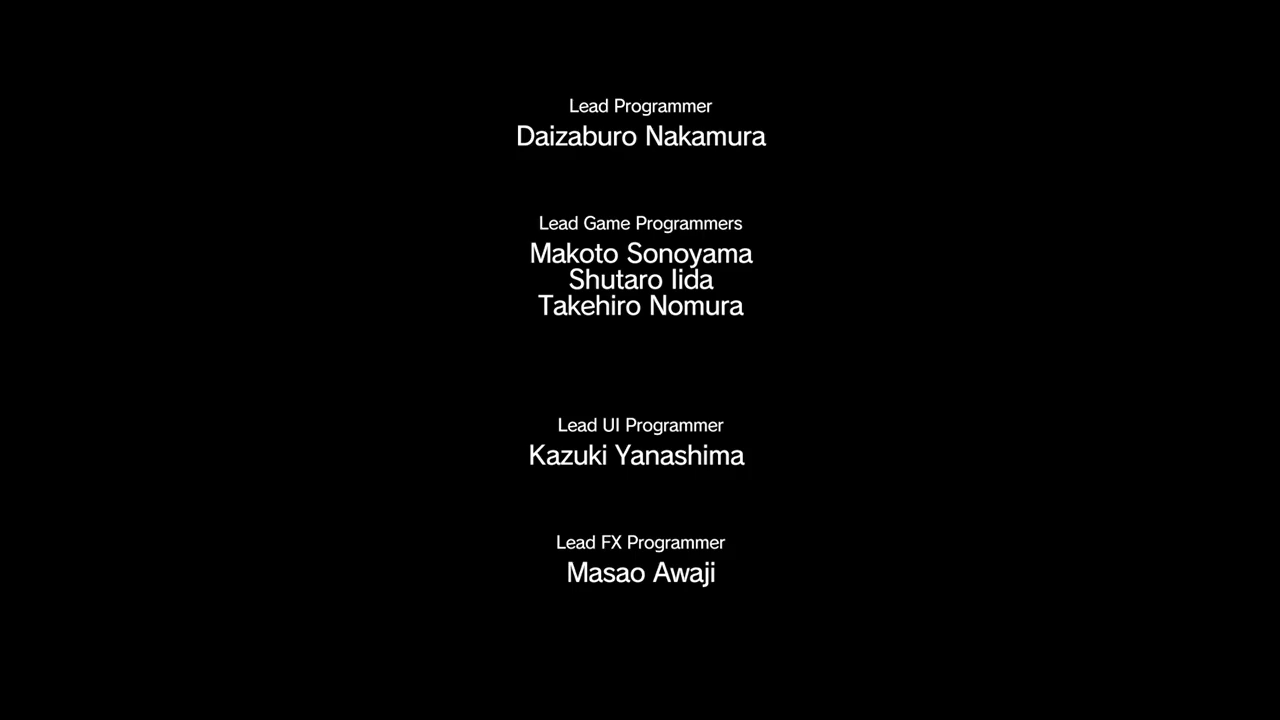 Lead Programmer
Daizaburo Nakamura
Lead Game Programmers
Makoto Sonoyama
Shutaro Iida
Takehiro Nomura
Lead UI Programmer
Kazuki Yanashima
Lead FX Programmer
Masao Awaji